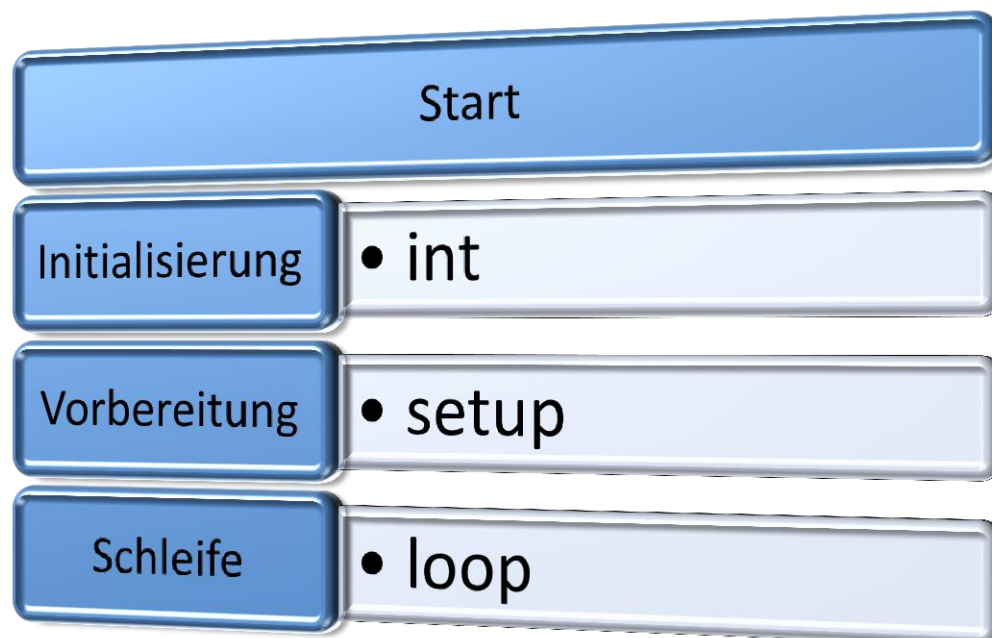 Start
Initialisierung
• int
Vorbereitung
• setup
Schleife
• loop